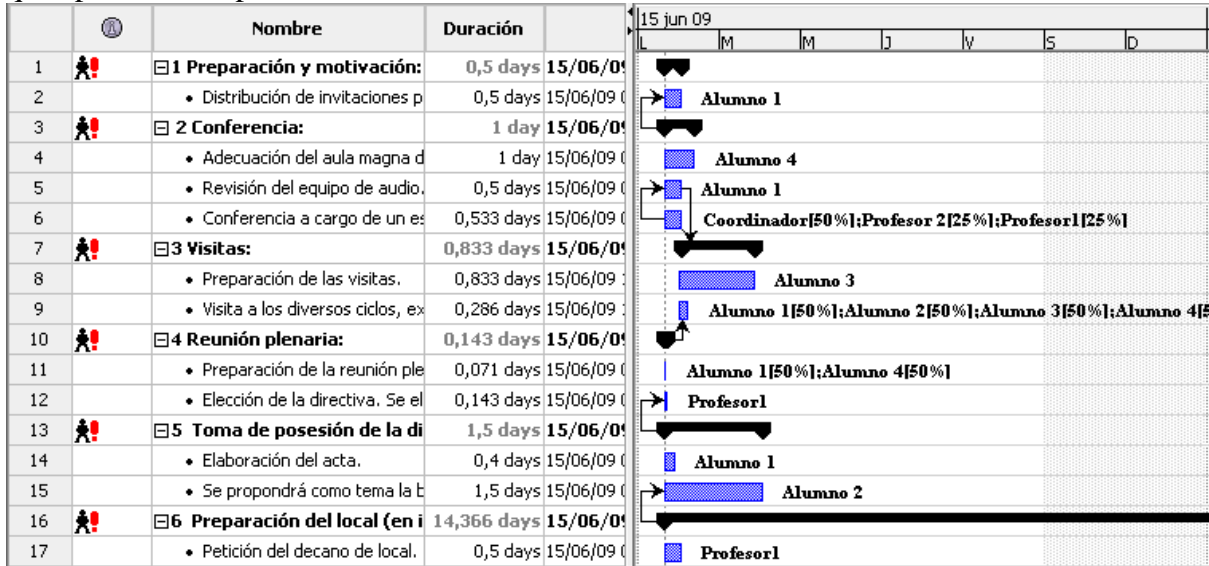 Nombre Duración 15 jun 09
L M M J V S D
1 1 Preparación y motivación: 0,5 days 15/06/09
2 • Distribución de invitaciones p 0,5 days 15/06/09 Alumno 1
3 2 Conferencia: 1 day 15/06/09
4 • Adecuación del aula magna d 1 day 15/06/09 Alumno 4
5 • Revisión del equipo de audio. 0,5 days 15/06/09 Alumno 1
6 • Conferencia a cargo de un es 0,533 days 15/06/09 Coordinador[50%];Profesor 2[25%];Profesor1[25%]
7 3 Visitas: 0,833 days 15/06/09
8 • Preparación de las visitas. 0,833 days 15/06/09 Alumno 3
9 • Visita a los diversos ciclos, ex 0,286 days 15/06/09 Alumno 1[50%];Alumno 2[50%];Alumno 3[50%];Alumno 4[5
10 4 Reunión plenaria: 0,143 days 15/06/09
11 • Preparación de la reunión ple 0,071 days 15/06/09 Alumno 1[50%];Alumno 4[50%]
12 • Elección de la directiva. Se el 0,143 days 15/06/09 Profesor1
13 5 Toma de posesión de la di 1,5 days 15/06/09
14 • Elaboración del acta. 0,4 days 15/06/09 Alumno 1
15 • Se propondrá como tema la b 1,5 days 15/06/09 Alumno 2
16 6 Preparación del local (en i 14,366 days 15/06/09
17 • Petición del decano de local. 0,5 days 15/06/09 Profesor1